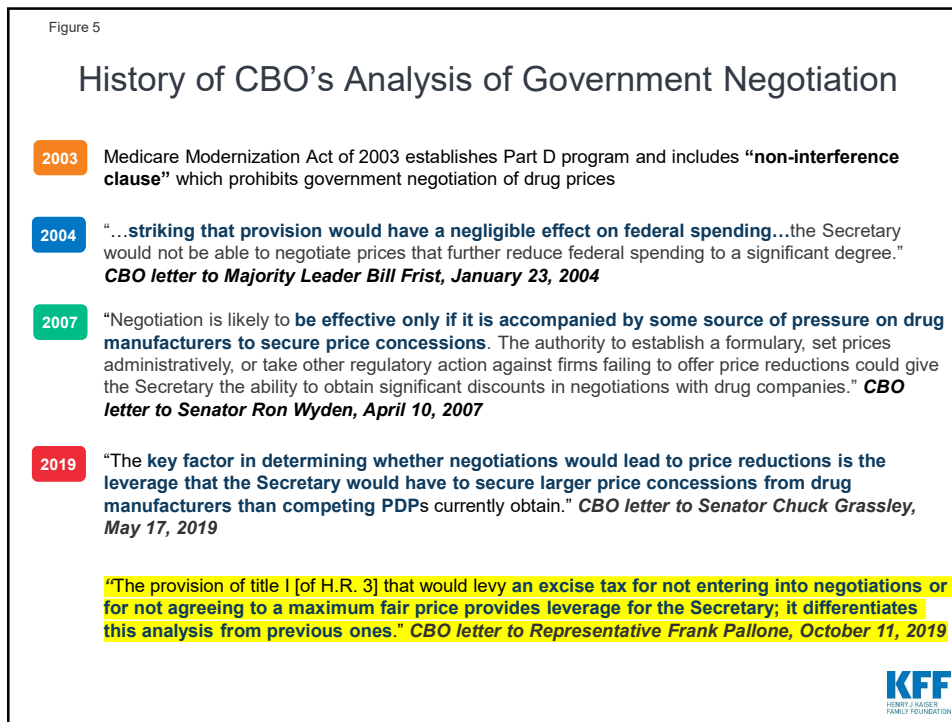 Figure 5
History of CBO’s Analysis of Government Negotiation
2003
Medicare Modernization Act of 2003 establishes Part D program and includes “non-interference
clause” which prohibits government negotiation of drug prices
2004
“…striking that provision would have a negligible effect on federal spending…the Secretary
would not be able to negotiate prices that further reduce federal spending to a significant degree.”
CBO letter to Majority Leader Bill Frist, January 23, 2004
2007
“Negotiation is likely to be effective only if it is accompanied by some source of pressure on drug
manufacturers to secure price concessions. The authority to establish a formulary, set prices
administratively, or take other regulatory action against firms failing to offer price reductions could give
the Secretary the ability to obtain significant discounts in negotiations with drug companies.” CBO
letter to Senator Ron Wyden, April 10, 2007
2019
“The key factor in determining whether negotiations would lead to price reductions is the
leverage that the Secretary would have to secure larger price concessions from drug
manufacturers than competing PDPs currently obtain.” CBO letter to Senator Chuck Grassley,
May 17, 2019
“The provision of title I [of H.R. 3] that would levy an excise tax for not entering into negotiations or
for not agreeing to a maximum fair price provides leverage for the Secretary; it differentiates
this analysis from previous ones.” CBO letter to Representative Frank Pallone, October 11, 2019
KFF
HENRY J KAISER
FAMILY FOUNDATION